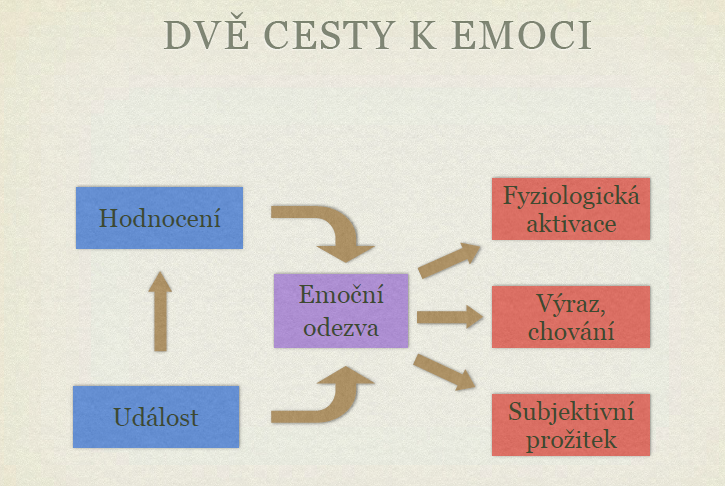 DVĚ CESTY K EMOCI
Hodnocení
Událost
Emoční
odezva
Fyziologická
aktivace
Výraz,
chování
Subjektivní
prožitek